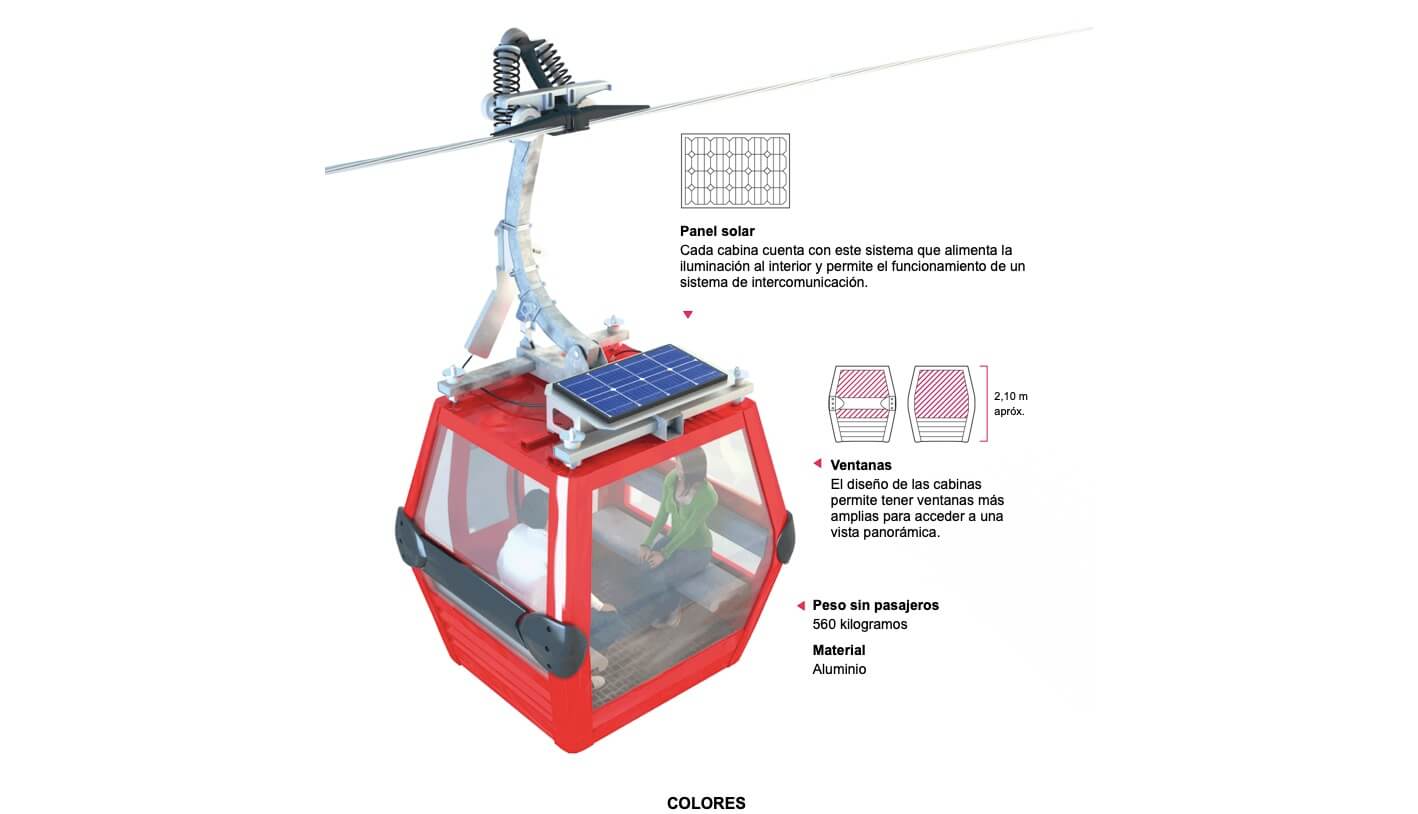 Panel solar
Cada cabina cuenta con este sistema que alimenta la
iluminación al interior y permite el funcionamiento de un
sistema de intercomunicación.
2,10 m
apróx.
Ventanas
El diseño de las cabinas
permite tener ventanas más
amplias para acceder a una
vista panorámica.
Peso sin pasajeros
560 kilogramos
Material
Aluminio
COLORES